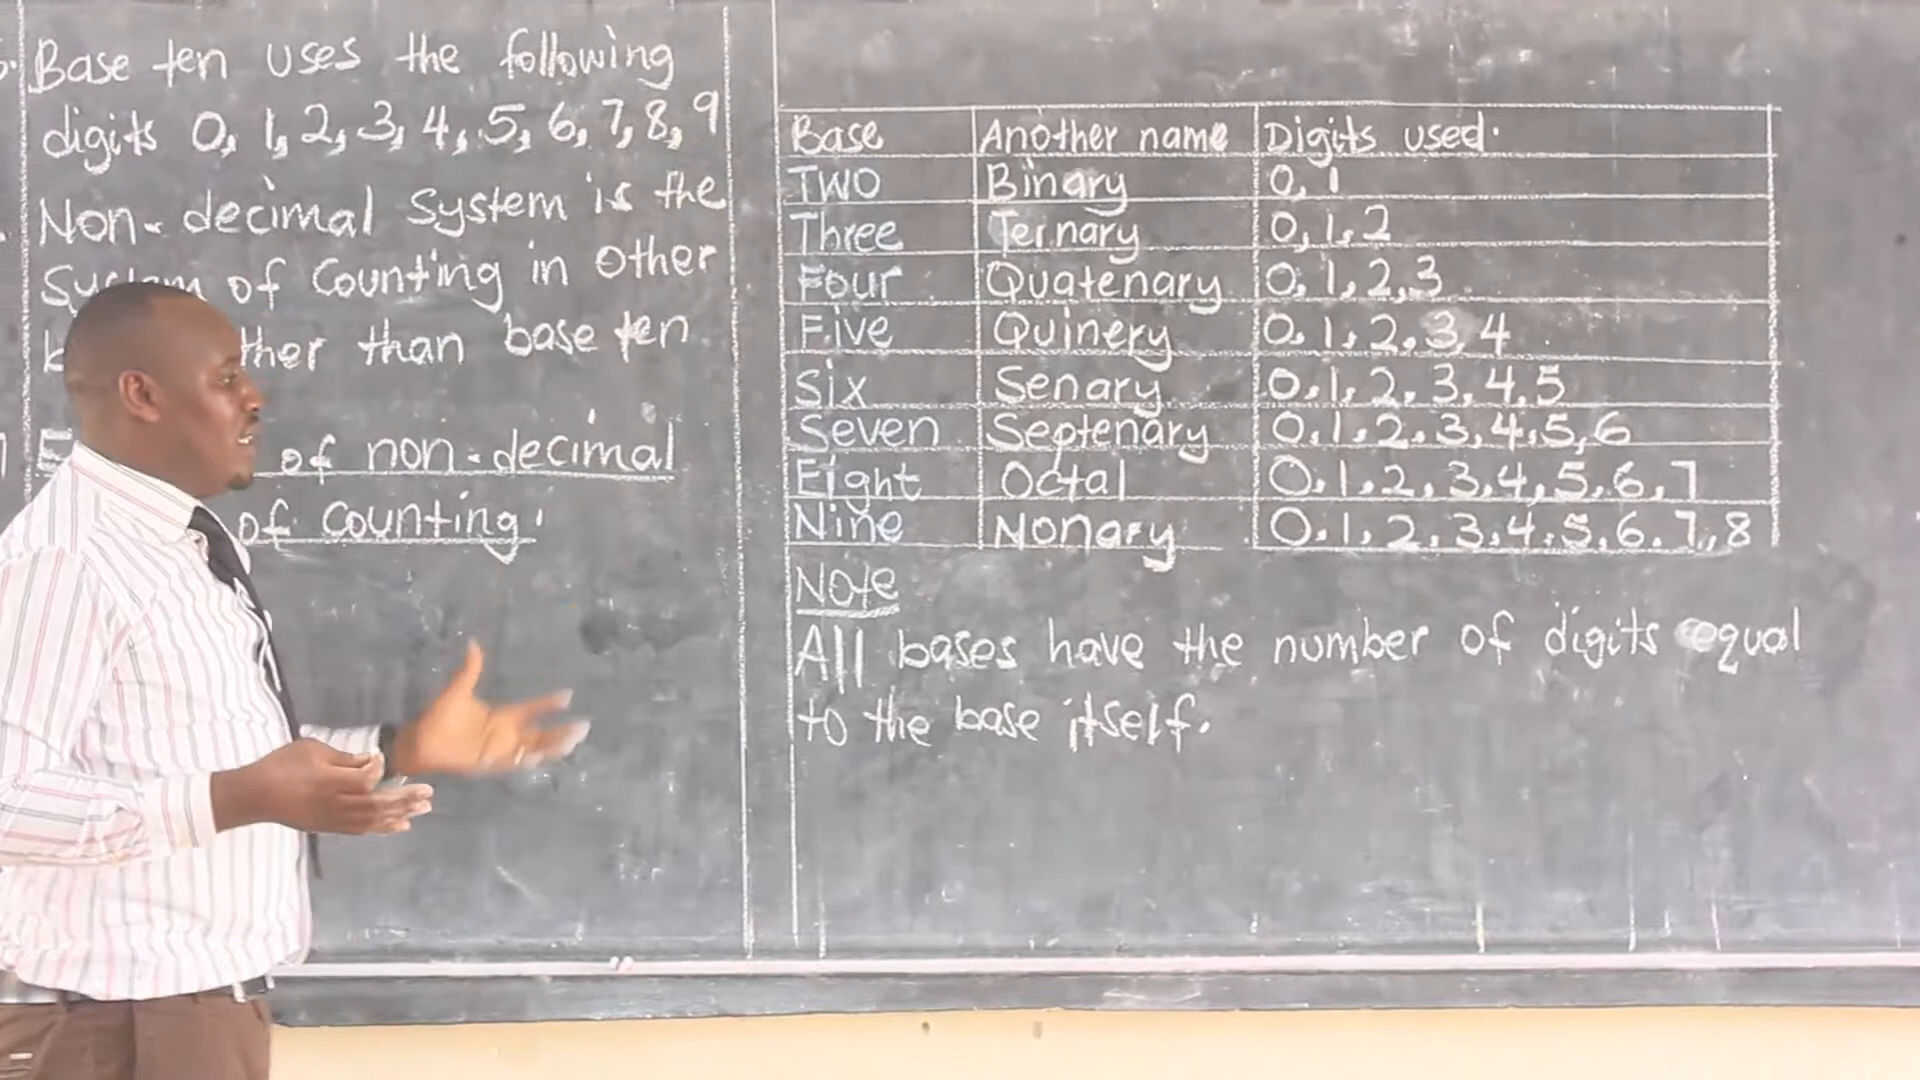 Base ten uses the following
digits 0, 1, 2, 3, 4, 5, 6, 7, 8, 9
Non-decimal System is the
of Counting in other
than base ten
of non-decimal
of Counting.
Base Another name Digits used.
TWO Binary 0, 1
Three Ternary 0, 1, 2
Four Quatenary 0, 1, 2, 3
Five Quinery 0, 1, 2, 3, 4
Six Senary 0, 1, 2, 3, 4, 5
Seven Septenary 0, 1, 2, 3, 4, 5, 6
Eight Octal 0, 1, 2, 3, 4, 5, 6, 7
Nine Nonary 0, 1, 2, 3, 4, 5, 6, 7, 8
Note
All bases have the number of digits equal
to the base itself.